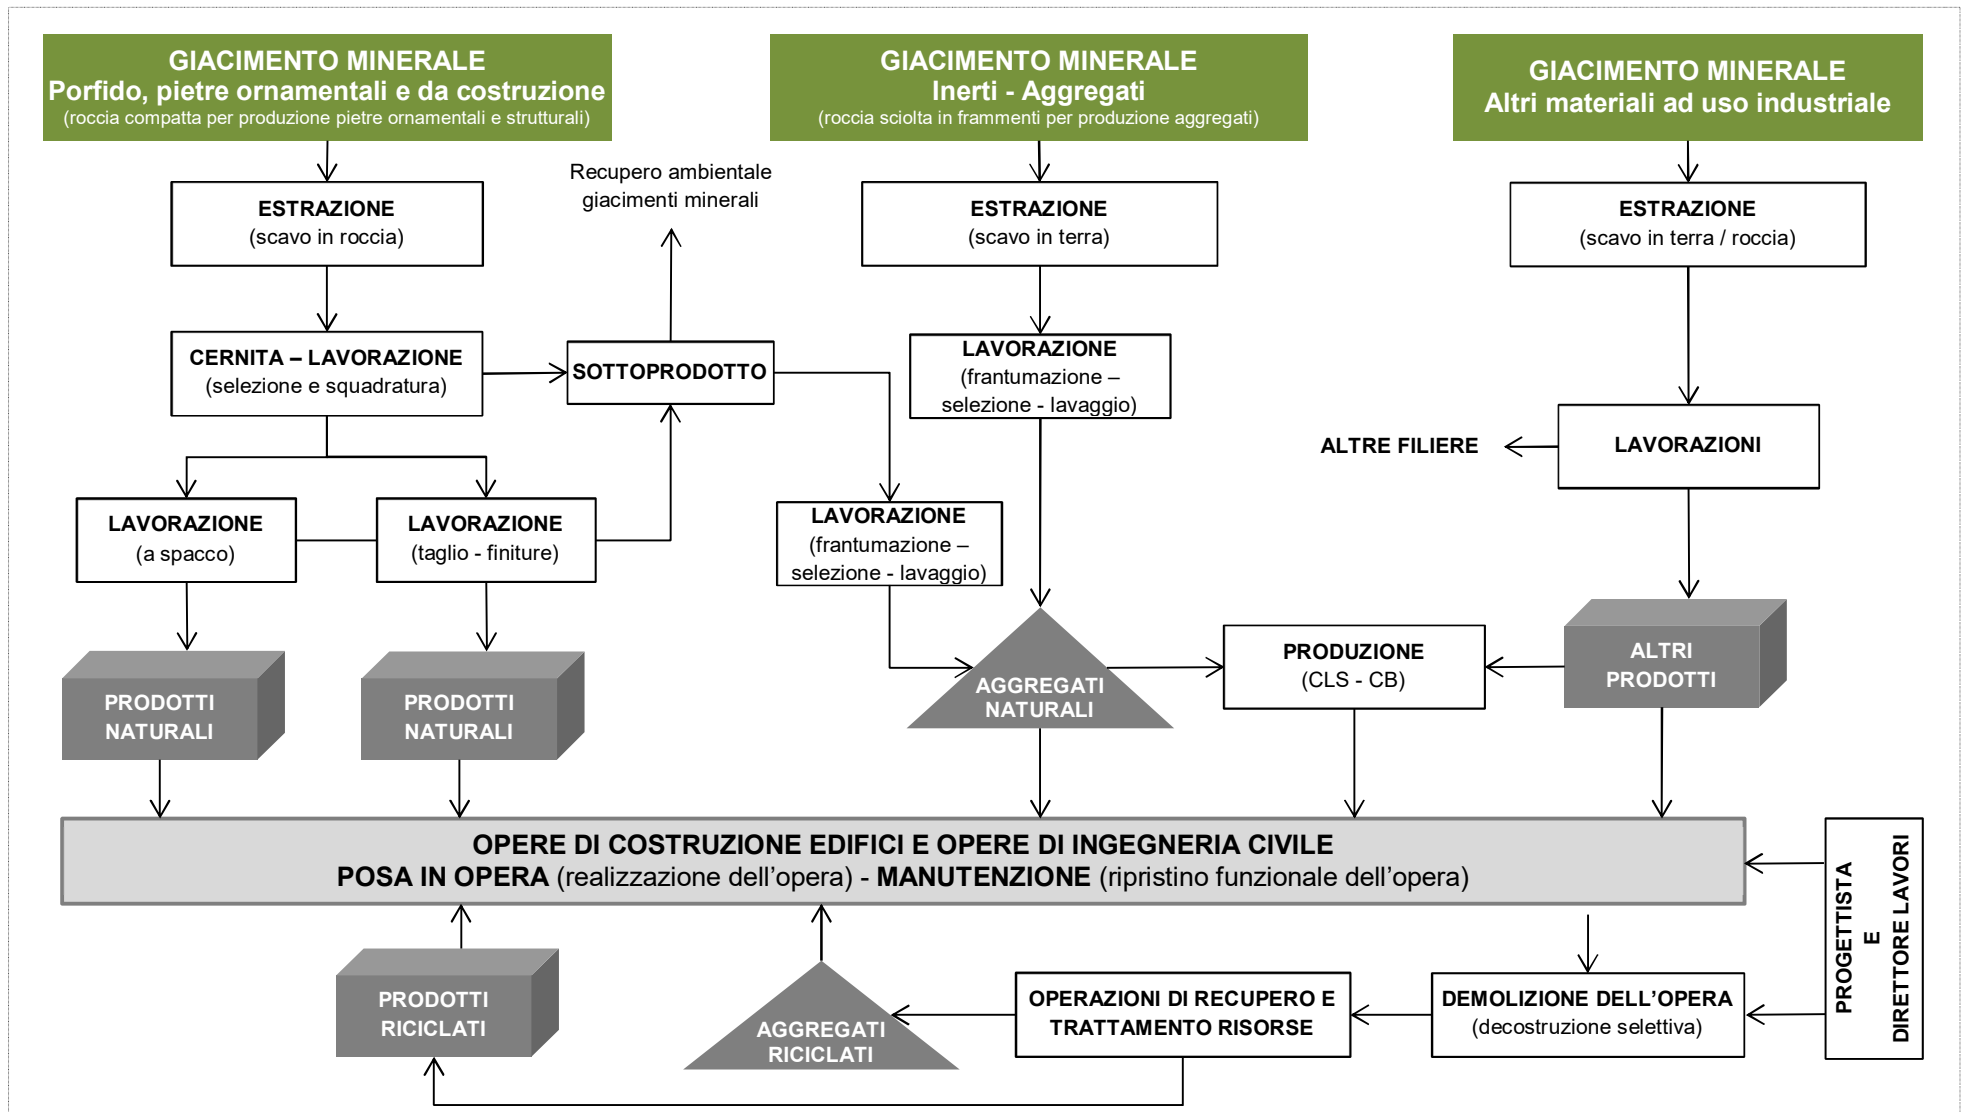 GIACIMENTO MINERALE
Porfido, pietre ornamentali e da costruzione
(roccia compatta per produzione pietre ornamentali e strutturali)
GIACIMENTO MINERALE
Inerti - Aggregati
(roccia sciolta in frammenti per produzione aggregati)
GIACIMENTO MINERALE
Altri materiali ad uso industriale
Recupero ambientale
giacimenti minerali
ESTRAZIONE
(scavo in roccia)
ESTRAZIONE
(scavo in terra)
ESTRAZIONE
(scavo in terra / roccia)
CERNITA – LAVORAZIONE
(selezione e squadratura)
SOTTOPRODOTTO
LAVORAZIONE
(frantumazione –
selezione - lavaggio)
ALTRE FILIERE
LAVORAZIONI
LAVORAZIONE
(a spacco)
LAVORAZIONE
(taglio - finiture)
LAVORAZIONE
(frantumazione –
selezione - lavaggio)
PRODOTTI
NATURALI
PRODOTTI
NATURALI
AGGREGATI
NATURALI
PRODUZIONE
(CLS - CB)
ALTRI
PRODOTTI
OPERE DI COSTRUZIONE EDIFICI E OPERE DI INGEGNERIA CIVILE
POSA IN OPERA (realizzazione dell’opera) - MANUTENZIONE (ripristino funzionale dell’opera)
PROGETTISTA
E
DIRETTORE LAVORI
PRODOTTI
RICICLATI
AGGREGATI
RICICLATI
OPERAZIONI DI RECUPERO E
TRATTAMENTO RISORSE
DEMOLIZIONE DELL’OPERA
(decostruzione selettiva)